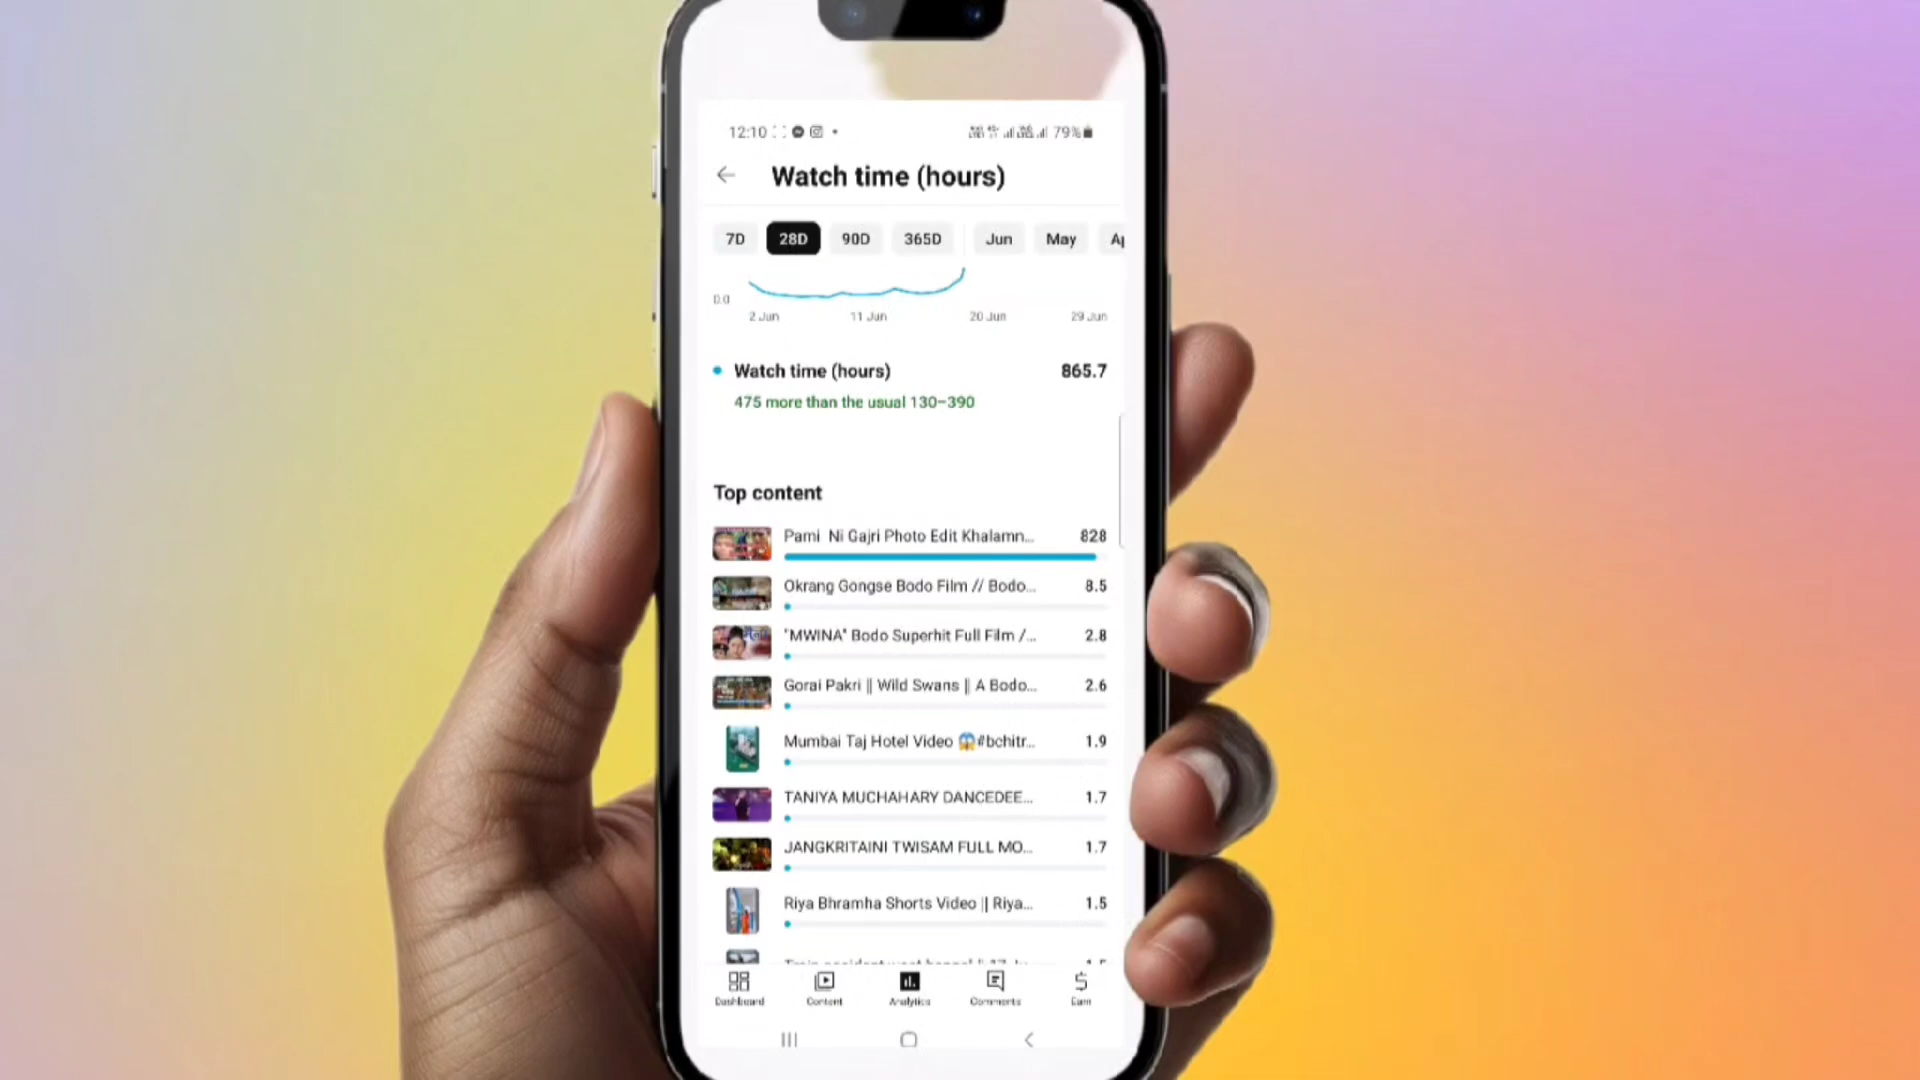 12:10 79%
Watch time (hours)
7D 28D 90D 365D Jun May Ap
0.0
2 Jun 11 Jun 20 Jun 29 Jun
Watch time (hours) 865.7
475 more than the usual 130–390
Top content
Pami Ni Gajri Photo Edit Khalamn... 828
Okrang Gongse Bodo Film // Bodo... 8.5
"MWINA" Bodo Superhit Full Film /... 2.8
Gorai Pakri || Wild Swans || A Bodo... 2.6
Mumbai Taj Hotel Video 😱#bchitr... 1.9
TANIYA MUCHAHARY DANCEDEE... 1.7
JANGKRITAINI TWISAM FULL MO... 1.7
Riya Bhramha Shorts Video || Riya... 1.5
Dashboard Content Analytics Comments Earn